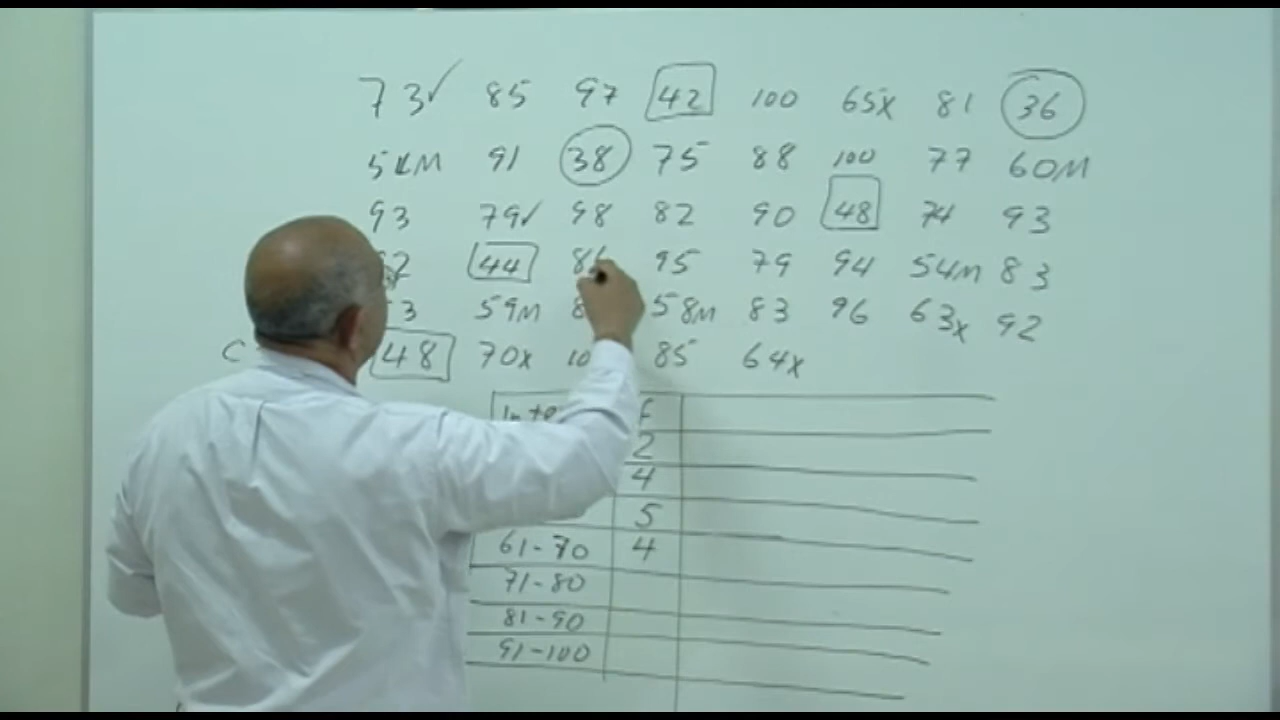 73✓ 85 97 42 100 65x 81 36
91 38 75 88 100 77 60M
93 79✓ 98 82 90 48 74 93
44 95 79 94 54M 83
59M 58M 83 96 63x 92
C 48 70x 85 64x
f
2
4
5
61-70 4
71-80
81-90
91-100